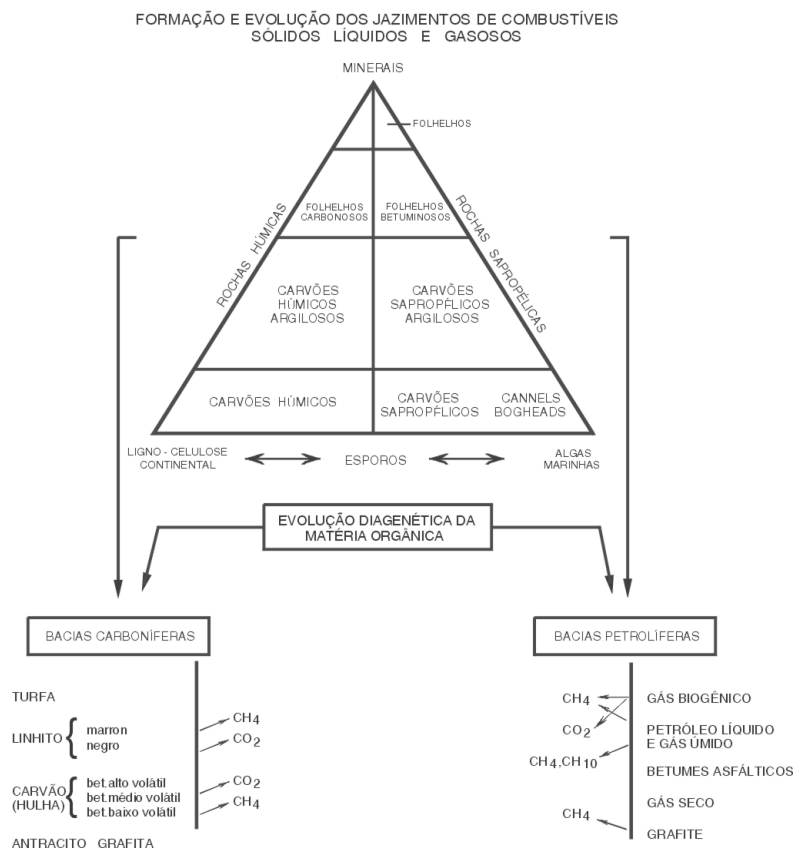 FORMAÇÃO E EVOLUÇÃO DOS JAZIMENTOS DE COMBUSTÍVEIS
SÓLIDOS LÍQUIDOS E GASOSOS
MINERAIS
FOLHELHOS
FOLHELHOS
CARBONOSOS
FOLHELHOS
BETUMINOSOS
ROCHAS HÚMICAS
ROCHAS SAPROPÉLICAS
CARVÕES
HÚMICOS
ARGILOSOS
CARVÕES
SAPROPÉLICOS
ARGILOSOS
CARVÕES HÚMICOS
CARVÕES
SAPROPÉLICOS
CANNELS
BOGHEADS
LIGNO - CELULOSE
CONTINENTAL
ESPOROS
ALGAS
MARINHAS
EVOLUÇÃO DIAGENÉTICA DA
MATÉRIA ORGÂNICA
BACIAS CARBONÍFERAS
TURFA
LINHITO { marron
negro
CH4
CO2
CARVÃO
(HULHA) { bet.alto volátil
bet.médio volátil
bet.baixo volátil
CO2
CH4
ANTRACITO GRAFITA
BACIAS PETROLÍFERAS
CH4
GÁS BIOGÊNICO
CO2
PETRÓLEO LÍQUIDO
E GÁS ÚMIDO
CH4,CH10
BETUMES ASFÁLTICOS
GÁS SECO
CH4
GRAFITE